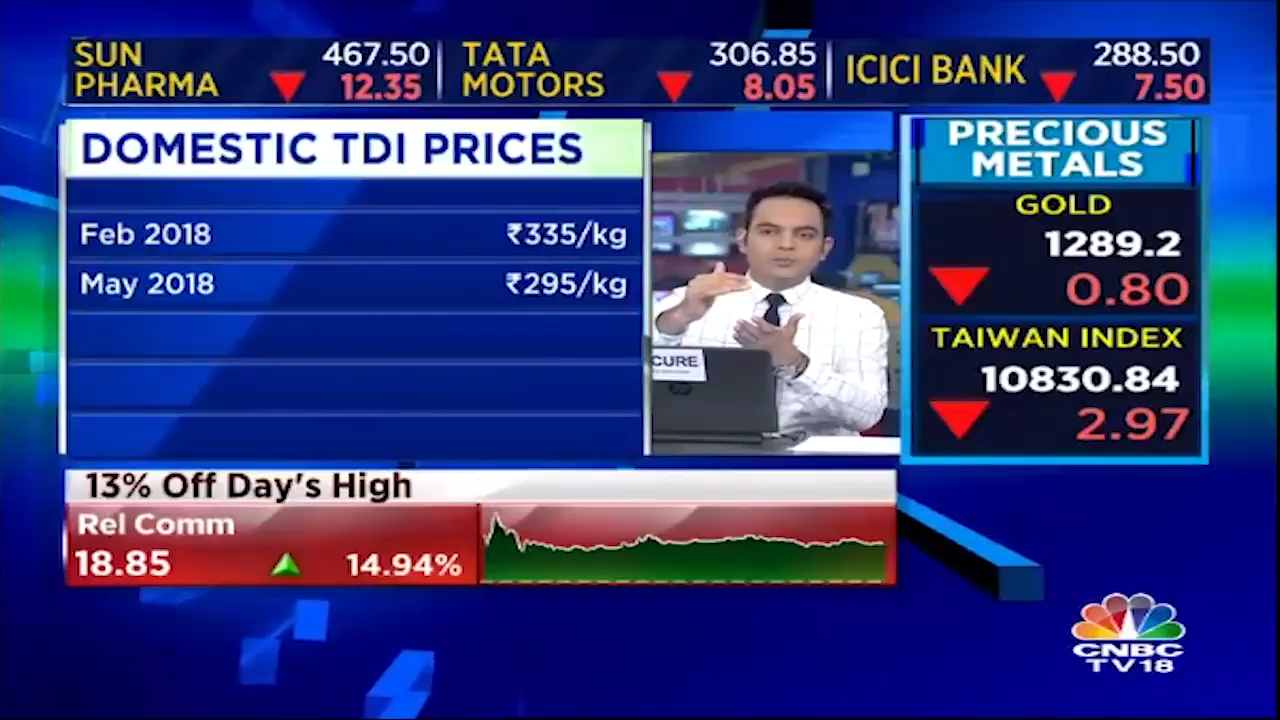 SUN PHARMA 467.50 12.35
TATA MOTORS 306.85 8.05
ICICI BANK 288.50 7.50
DOMESTIC TDI PRICES
Feb 2018 ₹335/kg
May 2018 ₹295/kg
CURE
PRECIOUS
METALS
GOLD
1289.2
0.80
TAIWAN INDEX
10830.84
2.97
13% Off Day's High
Rel Comm
18.85 14.94%
CNBC
TV18